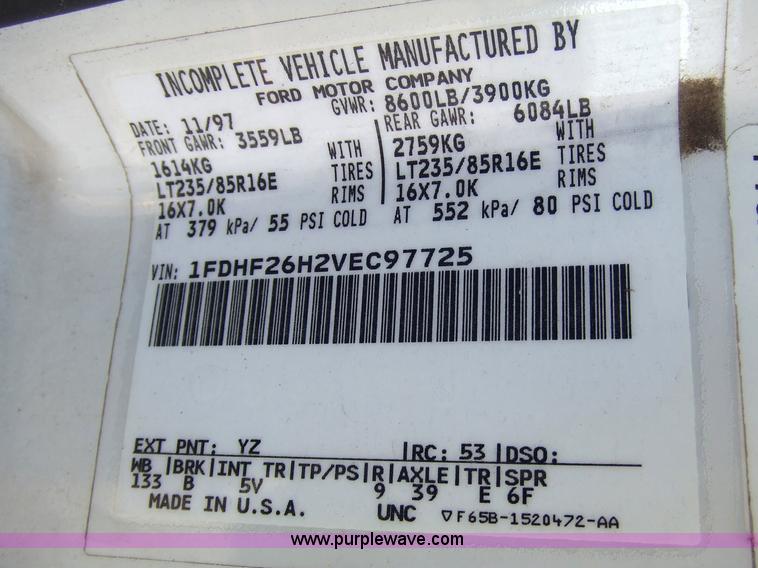 INCOMPLETE VEHICLE MANUFACTURED BY
FORD MOTOR COMPANY
DATE: 11/97 GVWR: 8600LB/3900KG
FRONT GAWR: 3559LB REAR GAWR: 6084LB
1614KG WITH 2759KG WITH
LT235/85R16E TIRES LT235/85R16E TIRES
16X7.0K RIMS 16X7.0K RIMS
AT 379 kPa/ 55 PSI COLD AT 552 kPa/ 80 PSI COLD
VIN: 1FDHF26H2VEC97725
EXT PNT: YZ |RC: 53 |DSO:
WB |BRK|INT TR|TP/PS|R|AXLE|TR|SPR
133 B 5V 9 39 E 6F
MADE IN U.S.A. UNC ▽F65B-1520472-AA
www.purplewave.com